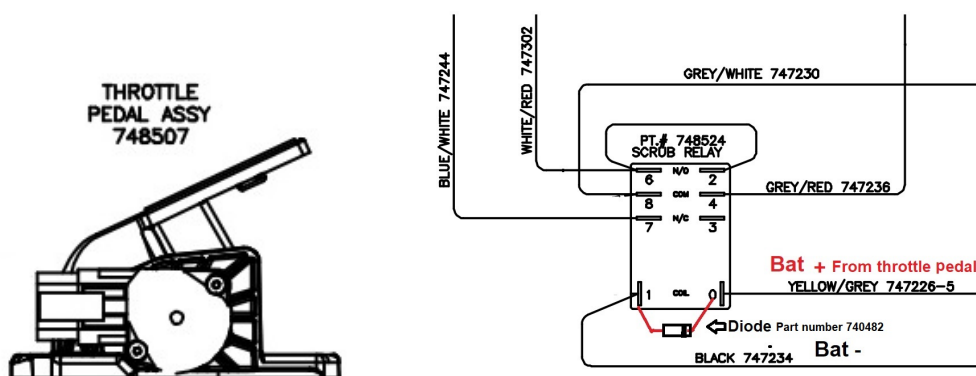 THROTTLE
PEDAL ASSY
748507
BLUE/WHITE 747244
WHITE/RED 747302
GREY/WHITE 747230
PT.# 748524
SCRUB RELAY
6 N/O 2
8 COM 4
GREY/RED 747236
7 N/C 3
Bat + From throttle pedal
YELLOW/GREY 747226-5
1 COIL 0
Diode Part number 740482
Bat -
BLACK 747234